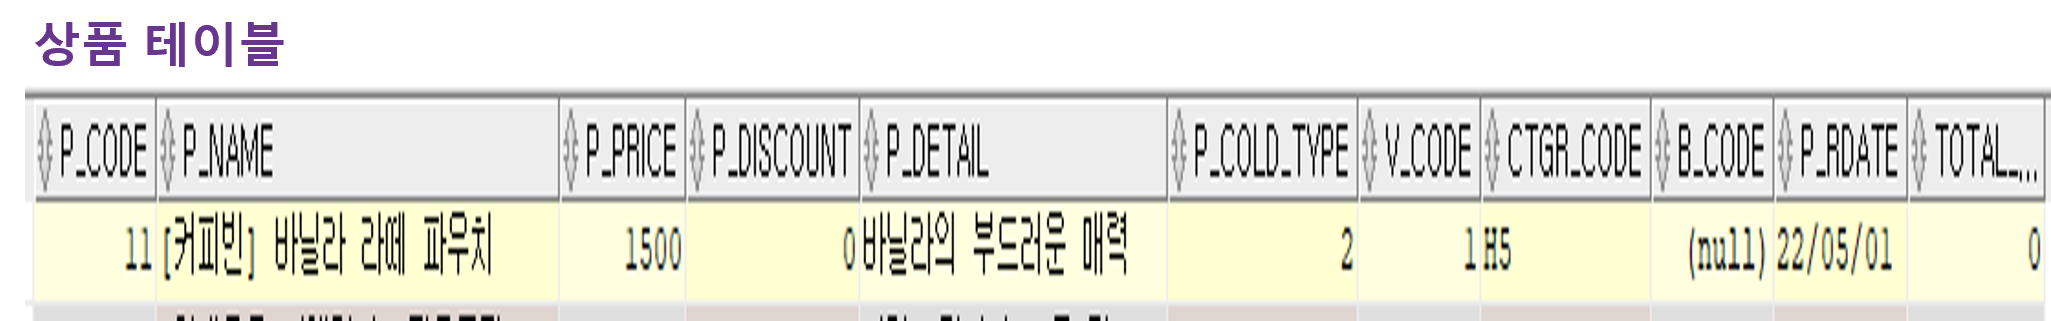 상품 테이블
P_CODE P_NAME P_PRICE P_DISCOUNT P_DETAIL P_COLD_TYPE V_CODE CTGR_CODE B_CODE P_RDATE TOTAL_...
11 [커피빈] 바닐라 라떼 파우치 1500 0 바닐라의 부드러운 매력 2 1 H5 (null) 22/05/01 0